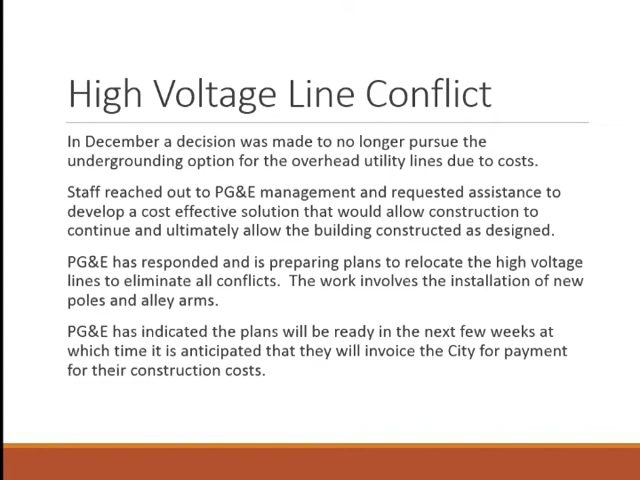 High Voltage Line Conflict
In December a decision was made to no longer pursue the
undergrounding option for the overhead utility lines due to costs.
Staff reached out to PG&E management and requested assistance to
develop a cost effective solution that would allow construction to
continue and ultimately allow the building constructed as designed.
PG&E has responded and is preparing plans to relocate the high voltage
lines to eliminate all conflicts.  The work involves the installation of new
poles and alley arms.
PG&E has indicated the plans will be ready in the next few weeks at
which time it is anticipated that they will invoice the City for payment
for their construction costs.